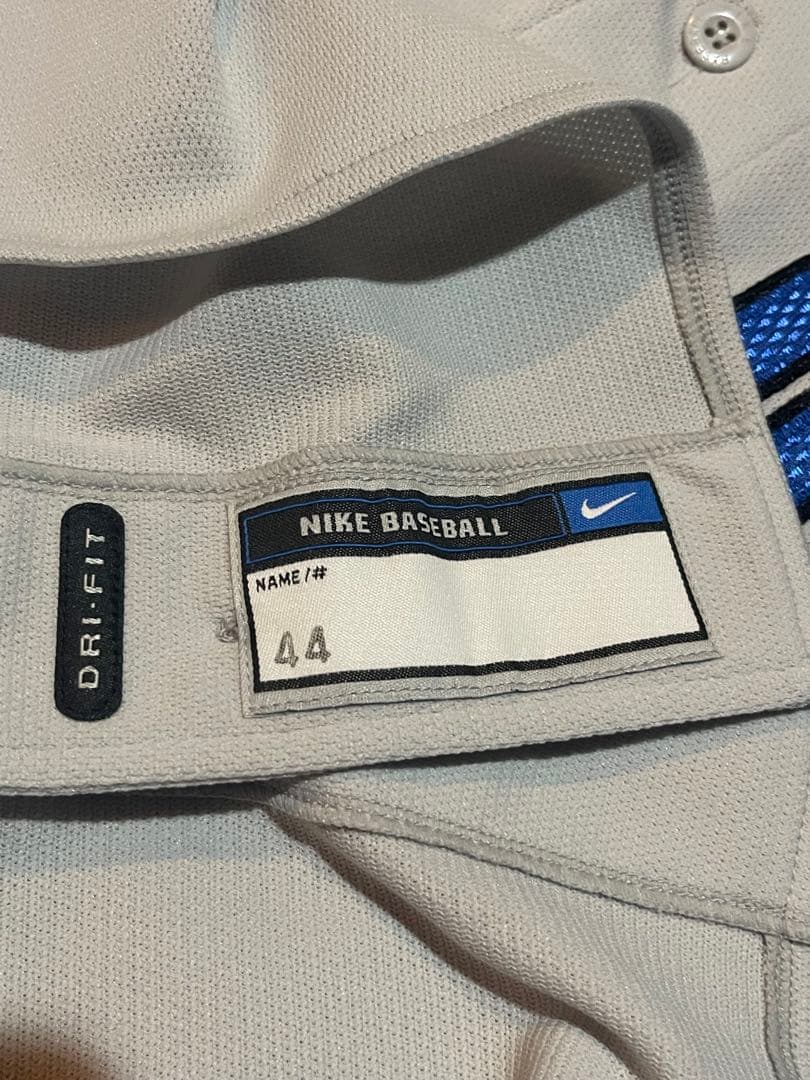 NIKE BASEBALL
NAME/#
44
DRI·FIT